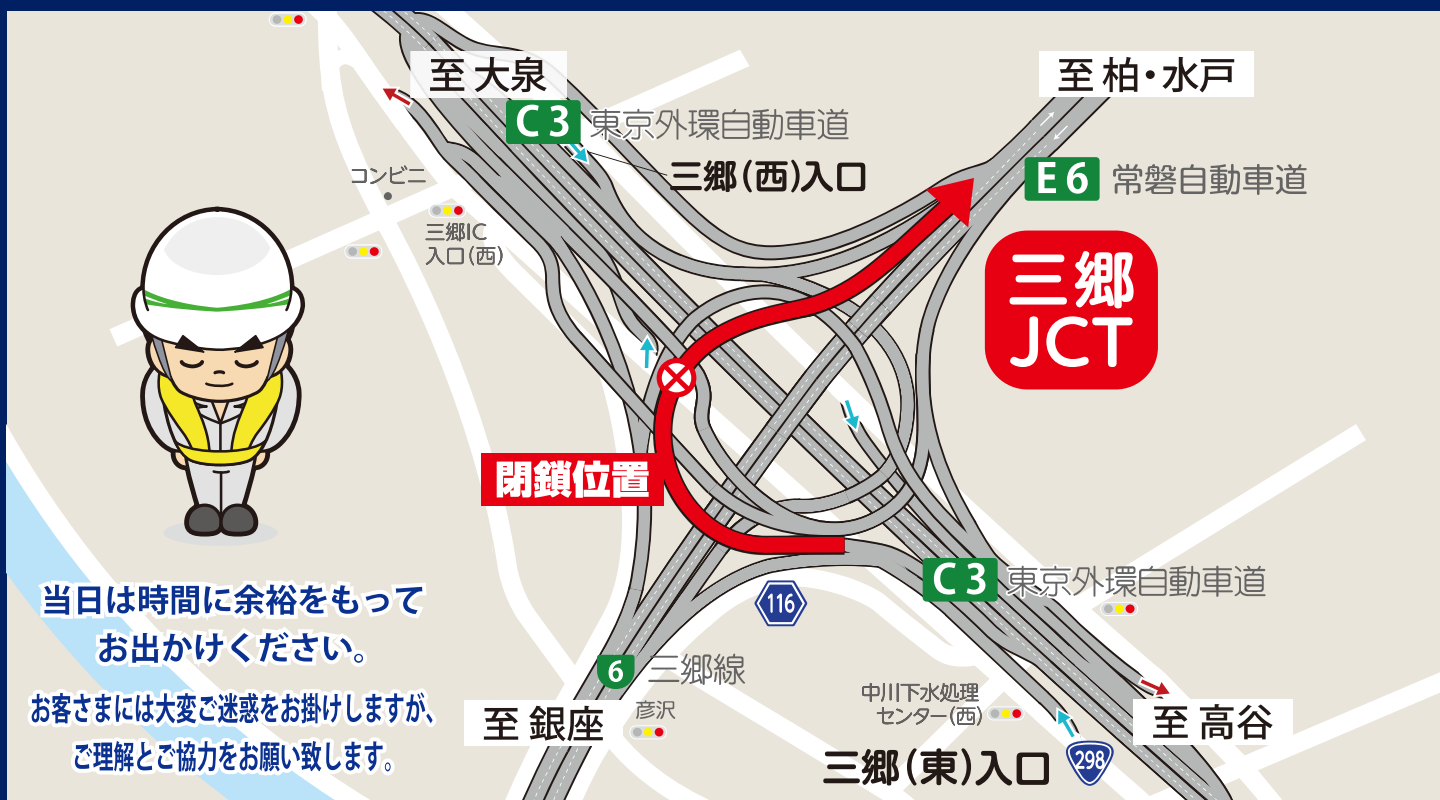 至 大泉
C3 東京外環自動車道
三郷(西)入口
至 柏・水戸
E6 常磐自動車道
コンビニ
三郷IC
入口(西)
三郷
JCT
閉鎖位置
C3 東京外環自動車道
116
6 三郷線
至 銀座
彦沢
中川下水処理
センター(西)
三郷(東)入口
298
至 高谷
当日は時間に余裕をもって
お出かけください。
お客さまには大変ご迷惑をお掛けしますが、
ご理解とご協力をお願い致します。